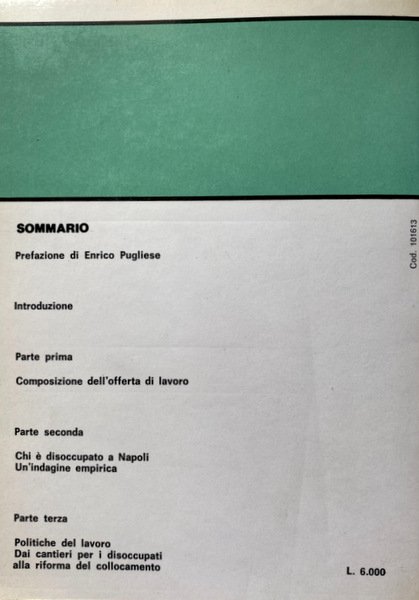 SOMMARIO
Prefazione di Enrico Pugliese
Introduzione
Parte prima
Composizione dell'offerta di lavoro
Parte seconda
Chi è disoccupato a Napoli
Un'indagine empirica
Parte terza
Politiche del lavoro
Dai cantieri per i disoccupati
alla riforma del collocamento
L. 6.000
Cod. 101613